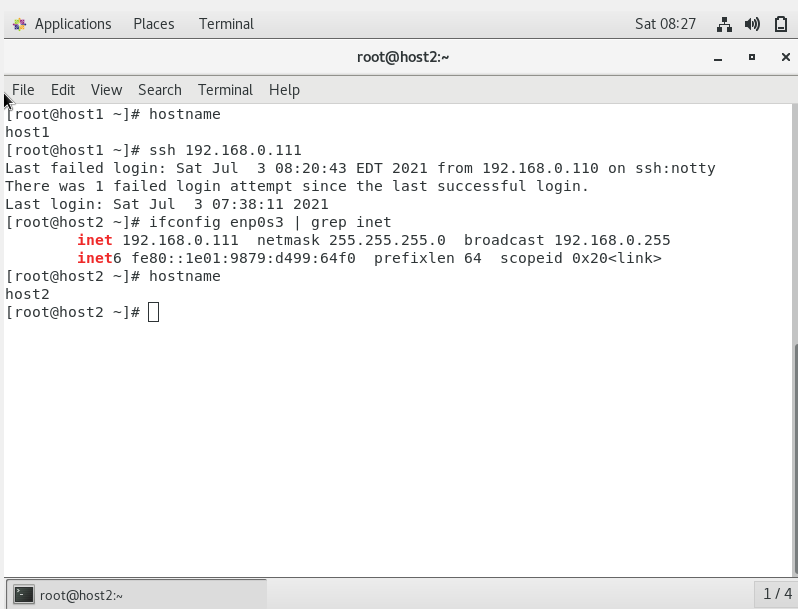 Applications Places Terminal Sat 08:27
root@host2:~
File Edit View Search Terminal Help
[root@host1 ~]# hostname
host1
[root@host1 ~]# ssh 192.168.0.111
Last failed login: Sat Jul  3 08:20:43 EDT 2021 from 192.168.0.110 on ssh:notty
There was 1 failed login attempt since the last successful login.
Last login: Sat Jul  3 07:38:11 2021
[root@host2 ~]# ifconfig enp0s3 | grep inet
        inet 192.168.0.111  netmask 255.255.255.0  broadcast 192.168.0.255
        inet6 fe80::1e01:9879:d499:64f0  prefixlen 64  scopeid 0x20<link>
[root@host2 ~]# hostname
host2
[root@host2 ~]#
root@host2:~ 1 / 4